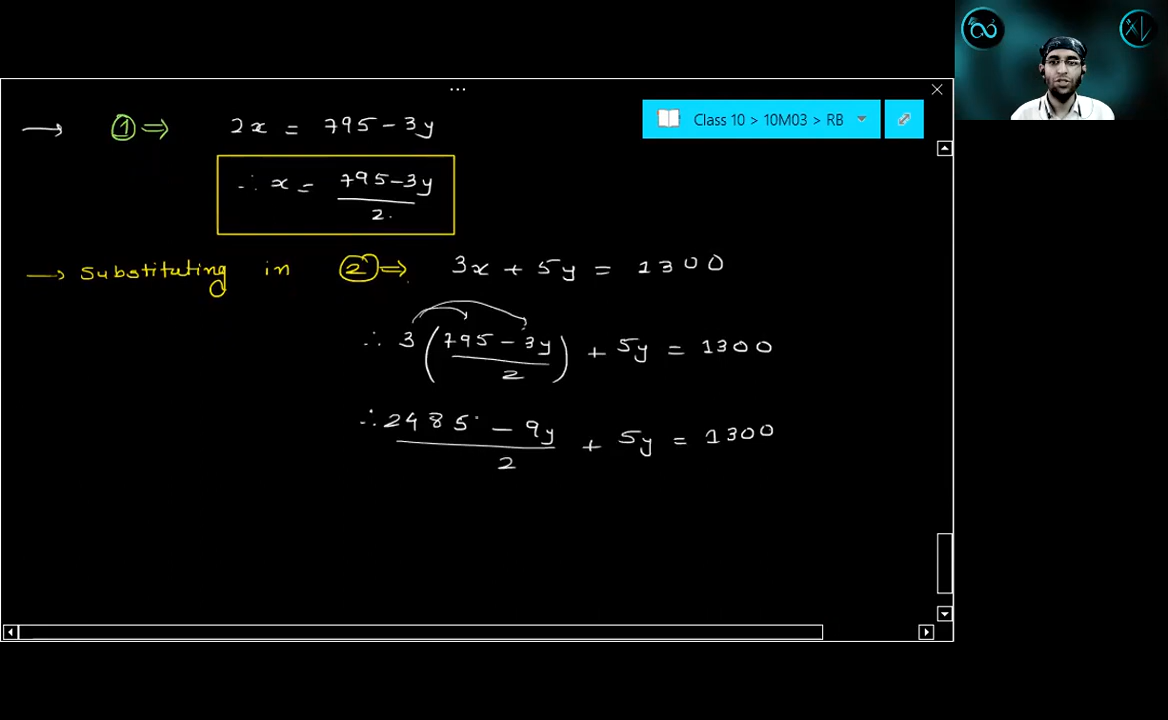 → ① ⇒ 2x = 795 - 3y
Class 10 > 10M03 > RB
∴ x = (795 - 3y)/2
→ Substituting in ② ⇒ 3x + 5y = 1300
∴ 3 ((795 - 3y)/2) + 5y = 1300
∴ (2485 - 9y)/2 + 5y = 1300